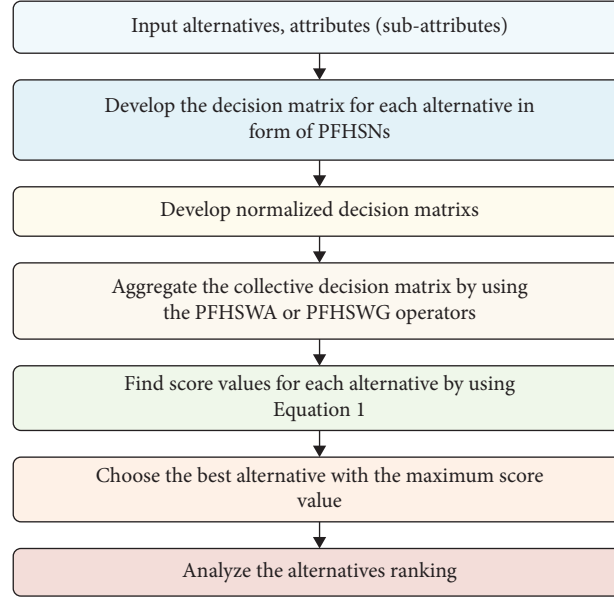 Input alternatives, attributes (sub-attributes)
Develop the decision matrix for each alternative in
form of PFHSNs
Develop normalized decision matrixs
Aggregate the collective decision matrix by using
the PFHSWA or PFHSWG operators
Find score values for each alternative by using
Equation 1
Choose the best alternative with the maximum score
value
Analyze the alternatives ranking